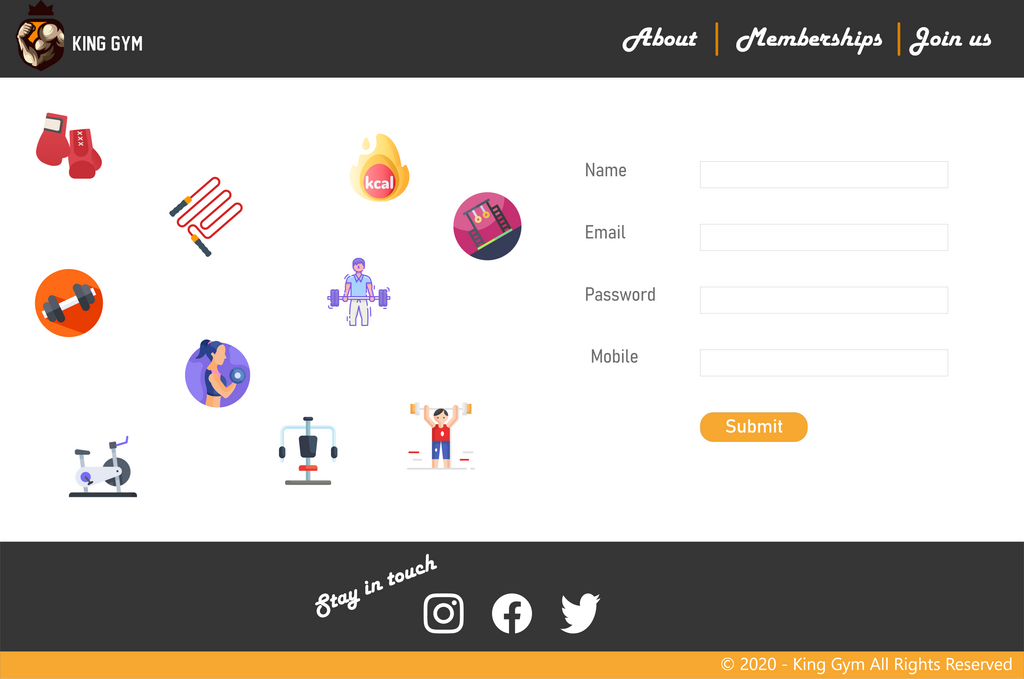 KING GYM
About
Memberships
Join us
kcal
Name
Email
Password
Mobile
Submit
Stay in touch
© 2020 - King Gym All Rights Reserved